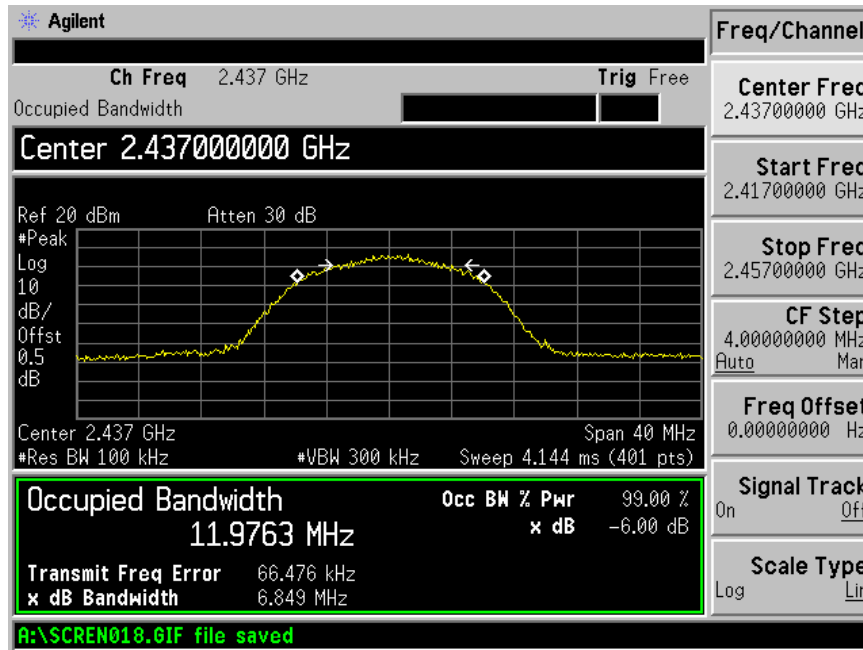 Agilent
Freq/Channel
Ch Freq 2.437 GHz Trig Free
Occupied Bandwidth
Center 2.437000000 GHz
Ref 20 dBm Atten 30 dB
#Peak
Log
10
dB/
Offst
0.5
dB
Center 2.437 GHz Span 40 MHz
#Res BW 100 kHz #VBW 300 kHz Sweep 4.144 ms (401 pts)
Occupied Bandwidth
11.9763 MHz
Occ BW % Pwr 99.00 %
x dB -6.00 dB
Transmit Freq Error 66.476 kHz
x dB Bandwidth 6.849 MHz
A:\SCREN018.GIF file saved
Center Freq
2.43700000 GHz
Start Freq
2.41700000 GHz
Stop Freq
2.45700000 GHz
CF Step
4.00000000 MHz
Auto Man
Freq Offset
0.00000000 Hz
Signal Track
On Off
Scale Type
Log Lin